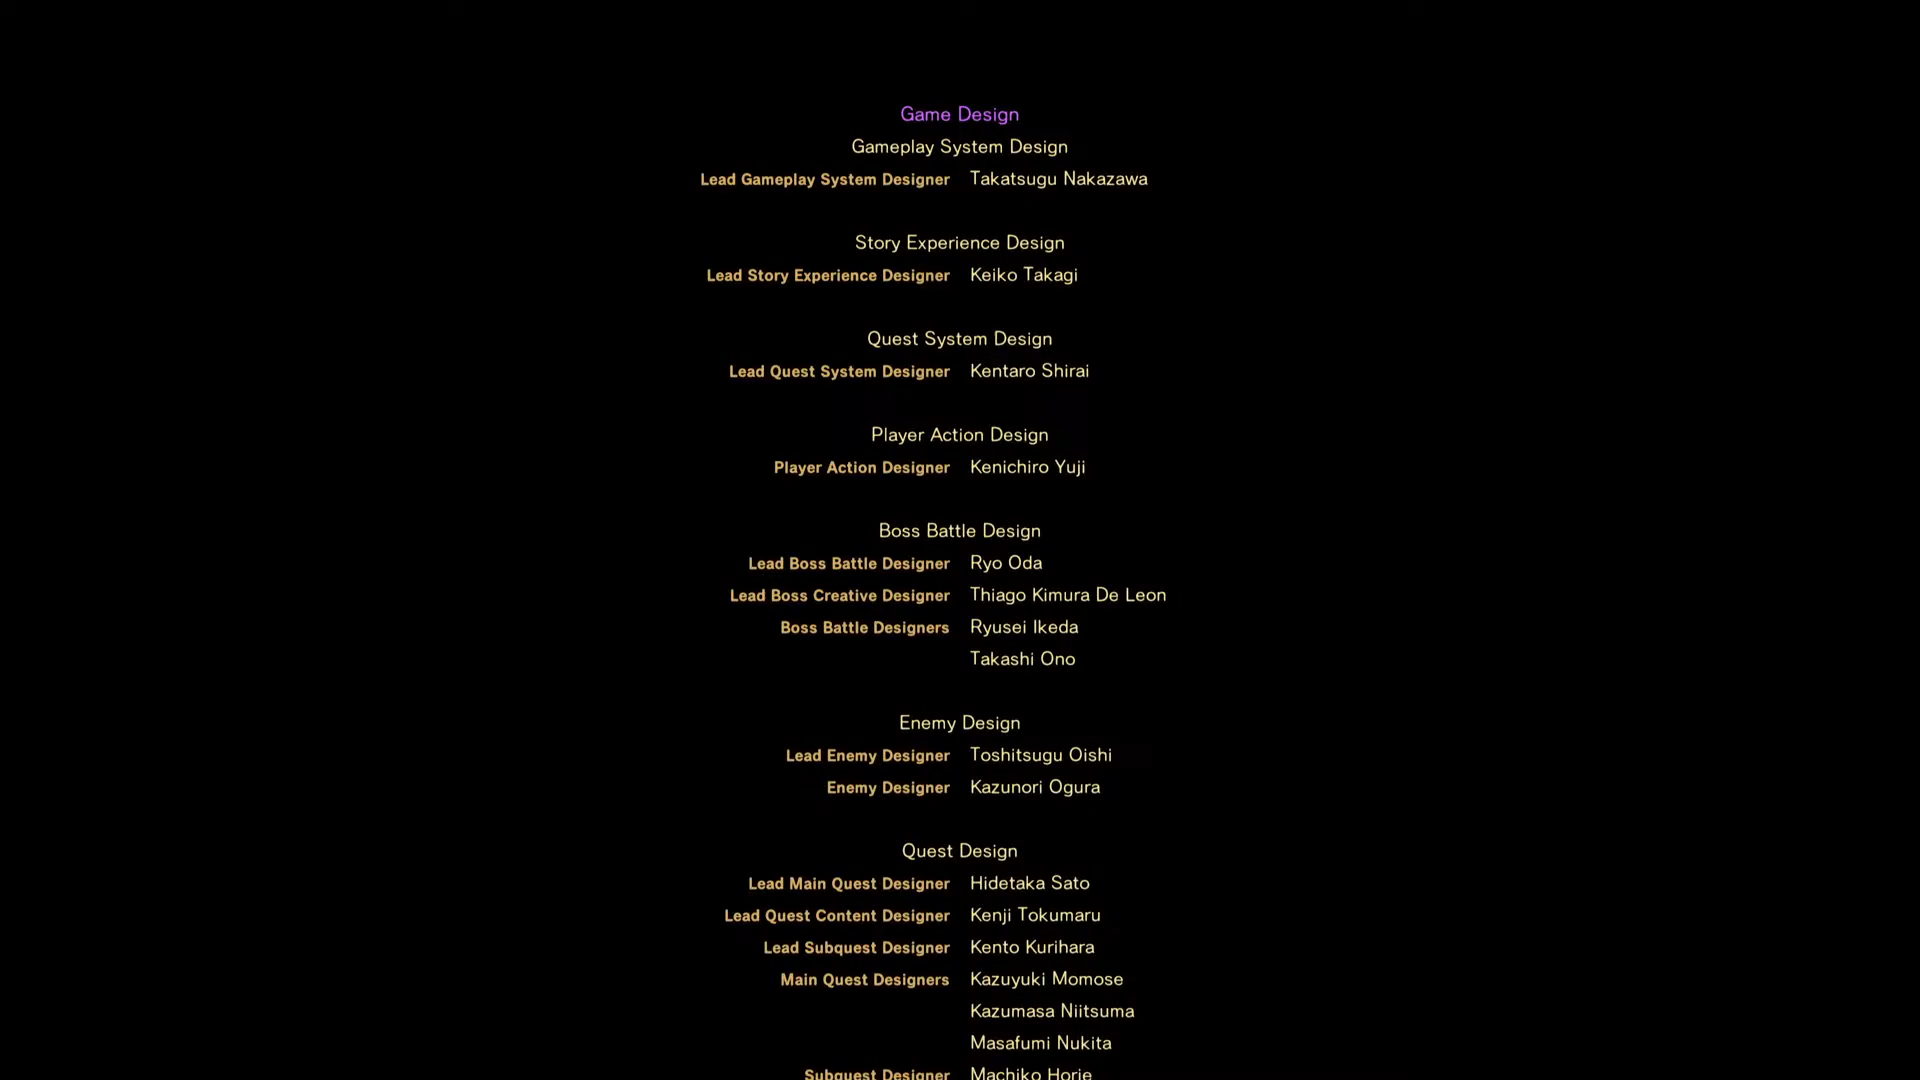 Game Design
Gameplay System Design
Lead Gameplay System Designer Takatsugu Nakazawa
Story Experience Design
Lead Story Experience Designer Keiko Takagi
Quest System Design
Lead Quest System Designer Kentaro Shirai
Player Action Design
Player Action Designer Kenichiro Yuji
Boss Battle Design
Lead Boss Battle Designer Ryo Oda
Lead Boss Creative Designer Thiago Kimura De Leon
Boss Battle Designers Ryusei Ikeda
Takashi Ono
Enemy Design
Lead Enemy Designer Toshitsugu Oishi
Enemy Designer Kazunori Ogura
Quest Design
Lead Main Quest Designer Hidetaka Sato
Lead Quest Content Designer Kenji Tokumaru
Lead Subquest Designer Kento Kurihara
Main Quest Designers Kazuyuki Momose
Kazumasa Niitsuma
Masafumi Nukita
Subquest Designer Machiko Horie